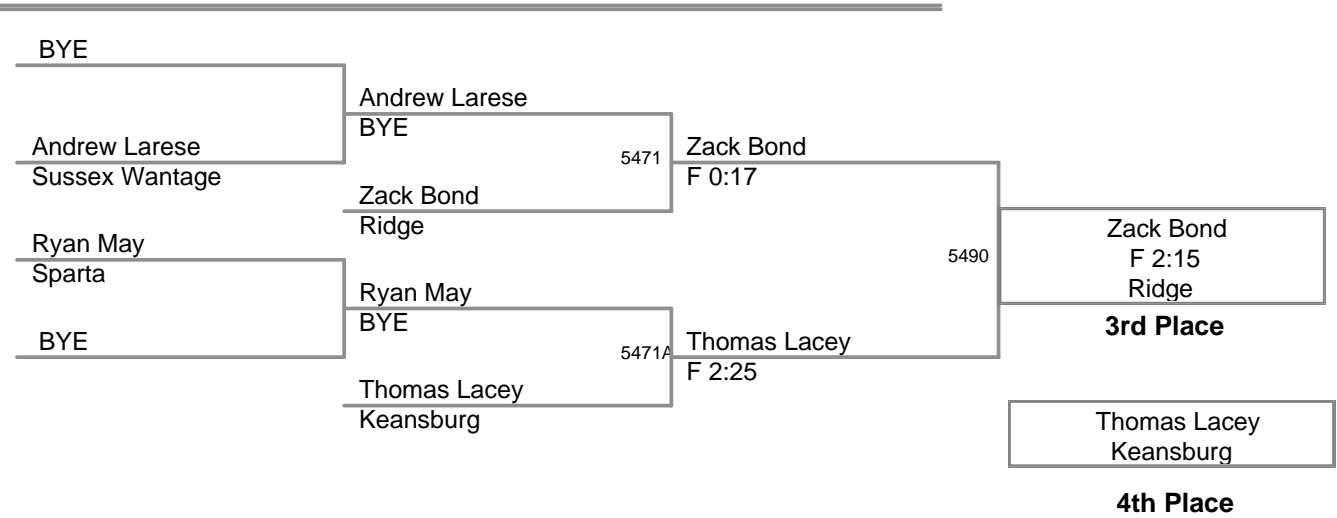 BYE
Andrew Larese
BYE
Andrew Larese
Sussex Wantage
5471
Zack Bond
F 0:17
Zack Bond
Ridge
Ryan May
Sparta
5490
Zack Bond
F 2:15
Ridge
3rd Place
Ryan May
BYE
BYE
5471A
Thomas Lacey
F 2:25
Thomas Lacey
Keansburg
Thomas Lacey
Keansburg
4th Place